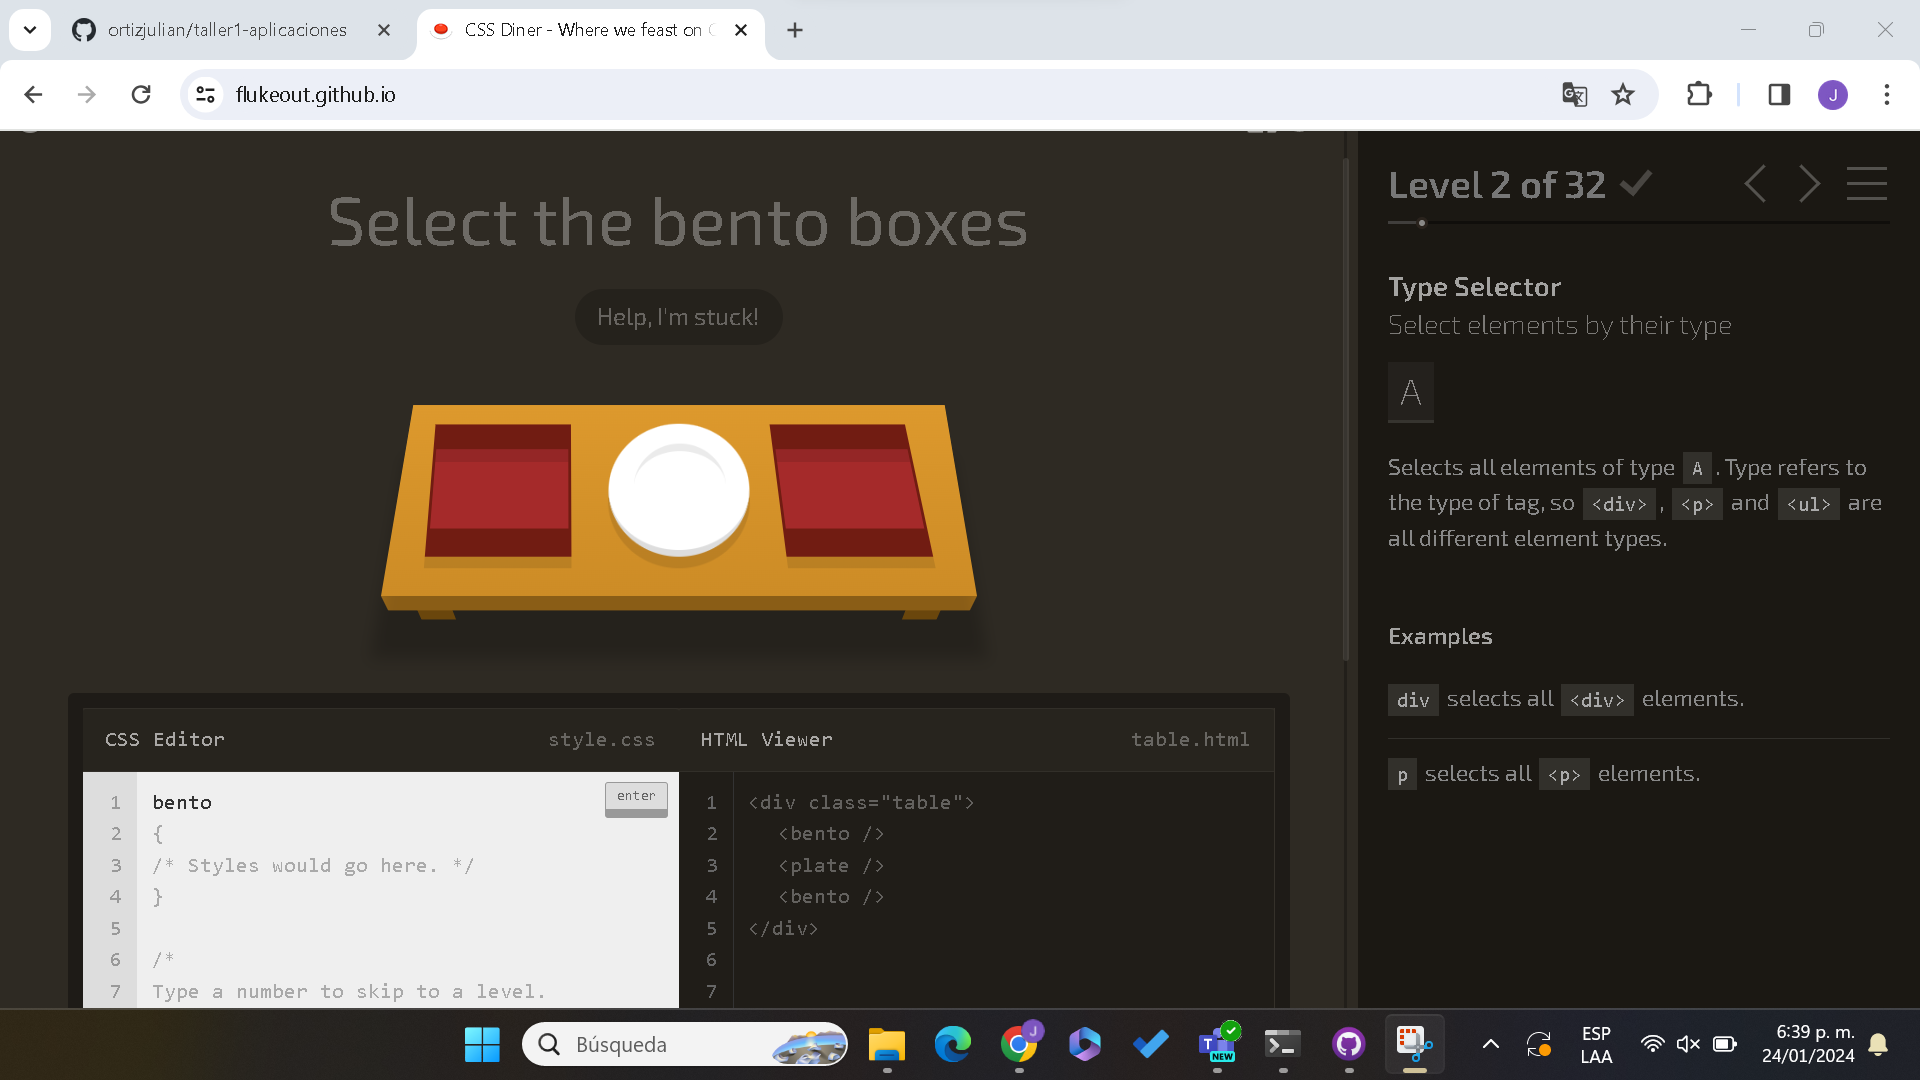 ortizjulian/taller1-aplicaciones
CSS Diner - Where we feast on
flukeout.github.io
J
Select the bento boxes
Help, I'm stuck!
CSS Editor
style.css
HTML Viewer
table.html
enter
1 bento
2 {
3 /* Styles would go here. */
4 }
5
6 /*
7 Type a number to skip to a level.
1 <div class="table">
2 <bento />
3 <plate />
4 <bento />
5 </div>
6
7
Level 2 of 32
Type Selector
Select elements by their type
A
Selects all elements of type A . Type refers to
the type of tag, so <div> , <p> and <ul> are
all different element types.
Examples
div selects all <div> elements.
p selects all <p> elements.
Búsqueda
J
NEW
ESP
LAA
6:39 p. m.
24/01/2024